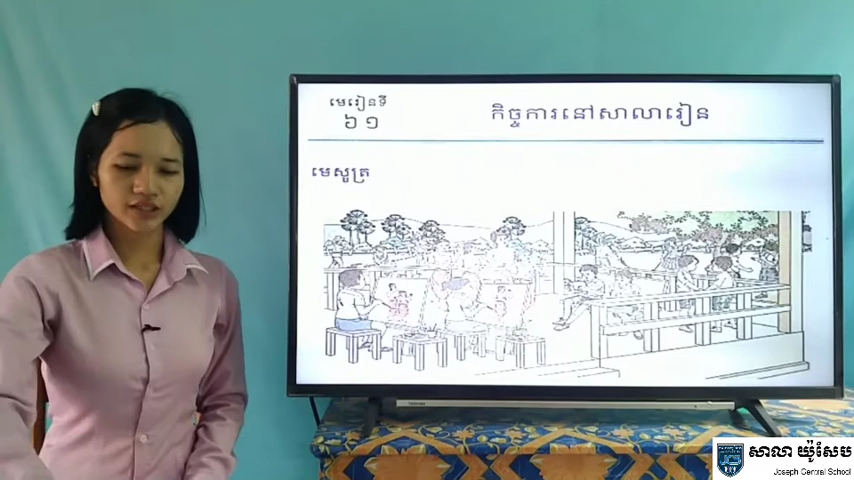 មេរៀនទី
៦១
កិច្ចការនៅសាលារៀន
មេសូត្រ
សាលា យ៉ូសែប
Joseph Central School
JCS